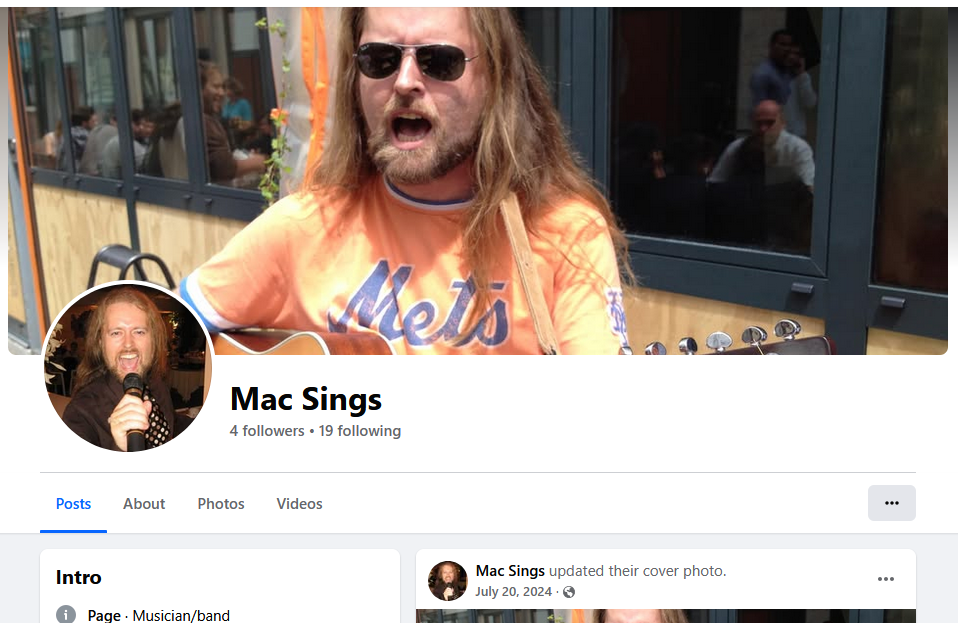 Mets
Mac Sings
4 followers • 19 following
Posts About Photos Videos
Intro
Page · Musician/band
Mac Sings updated their cover photo.
July 20, 2024 ·